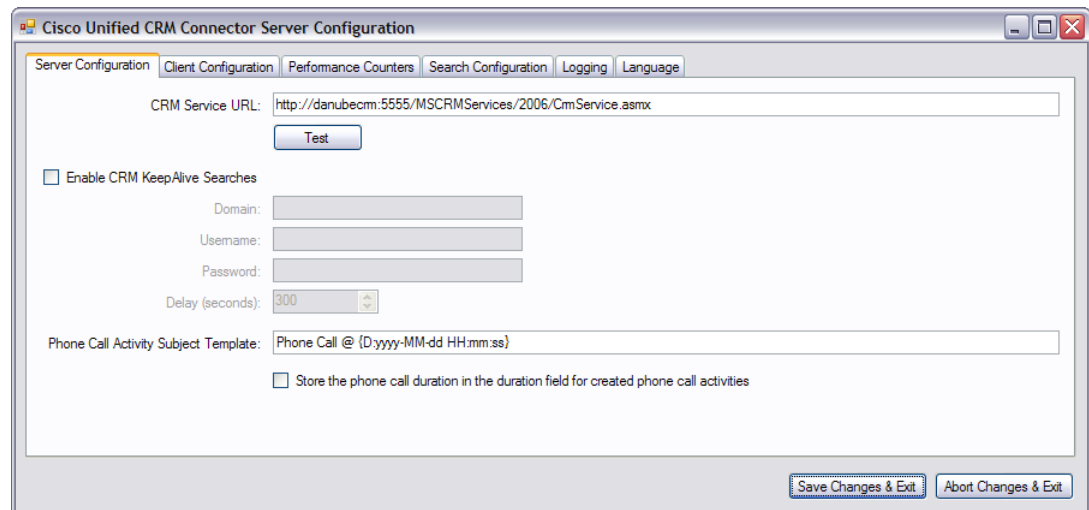 Cisco Unified CRM Connector Server Configuration
Server Configuration Client Configuration Performance Counters Search Configuration Logging Language
CRM Service URL: http://danubecrm:5555/MSCRMServices/2006/CrmService.asmx
Test
Enable CRM KeepAlive Searches
Domain:
Username:
Password:
Delay (seconds): 300
Phone Call Activity Subject Template: Phone Call @ {D:yyyy-MM-dd HH:mm:ss}
Store the phone call duration in the duration field for created phone call activities
Save Changes & Exit Abort Changes & Exit